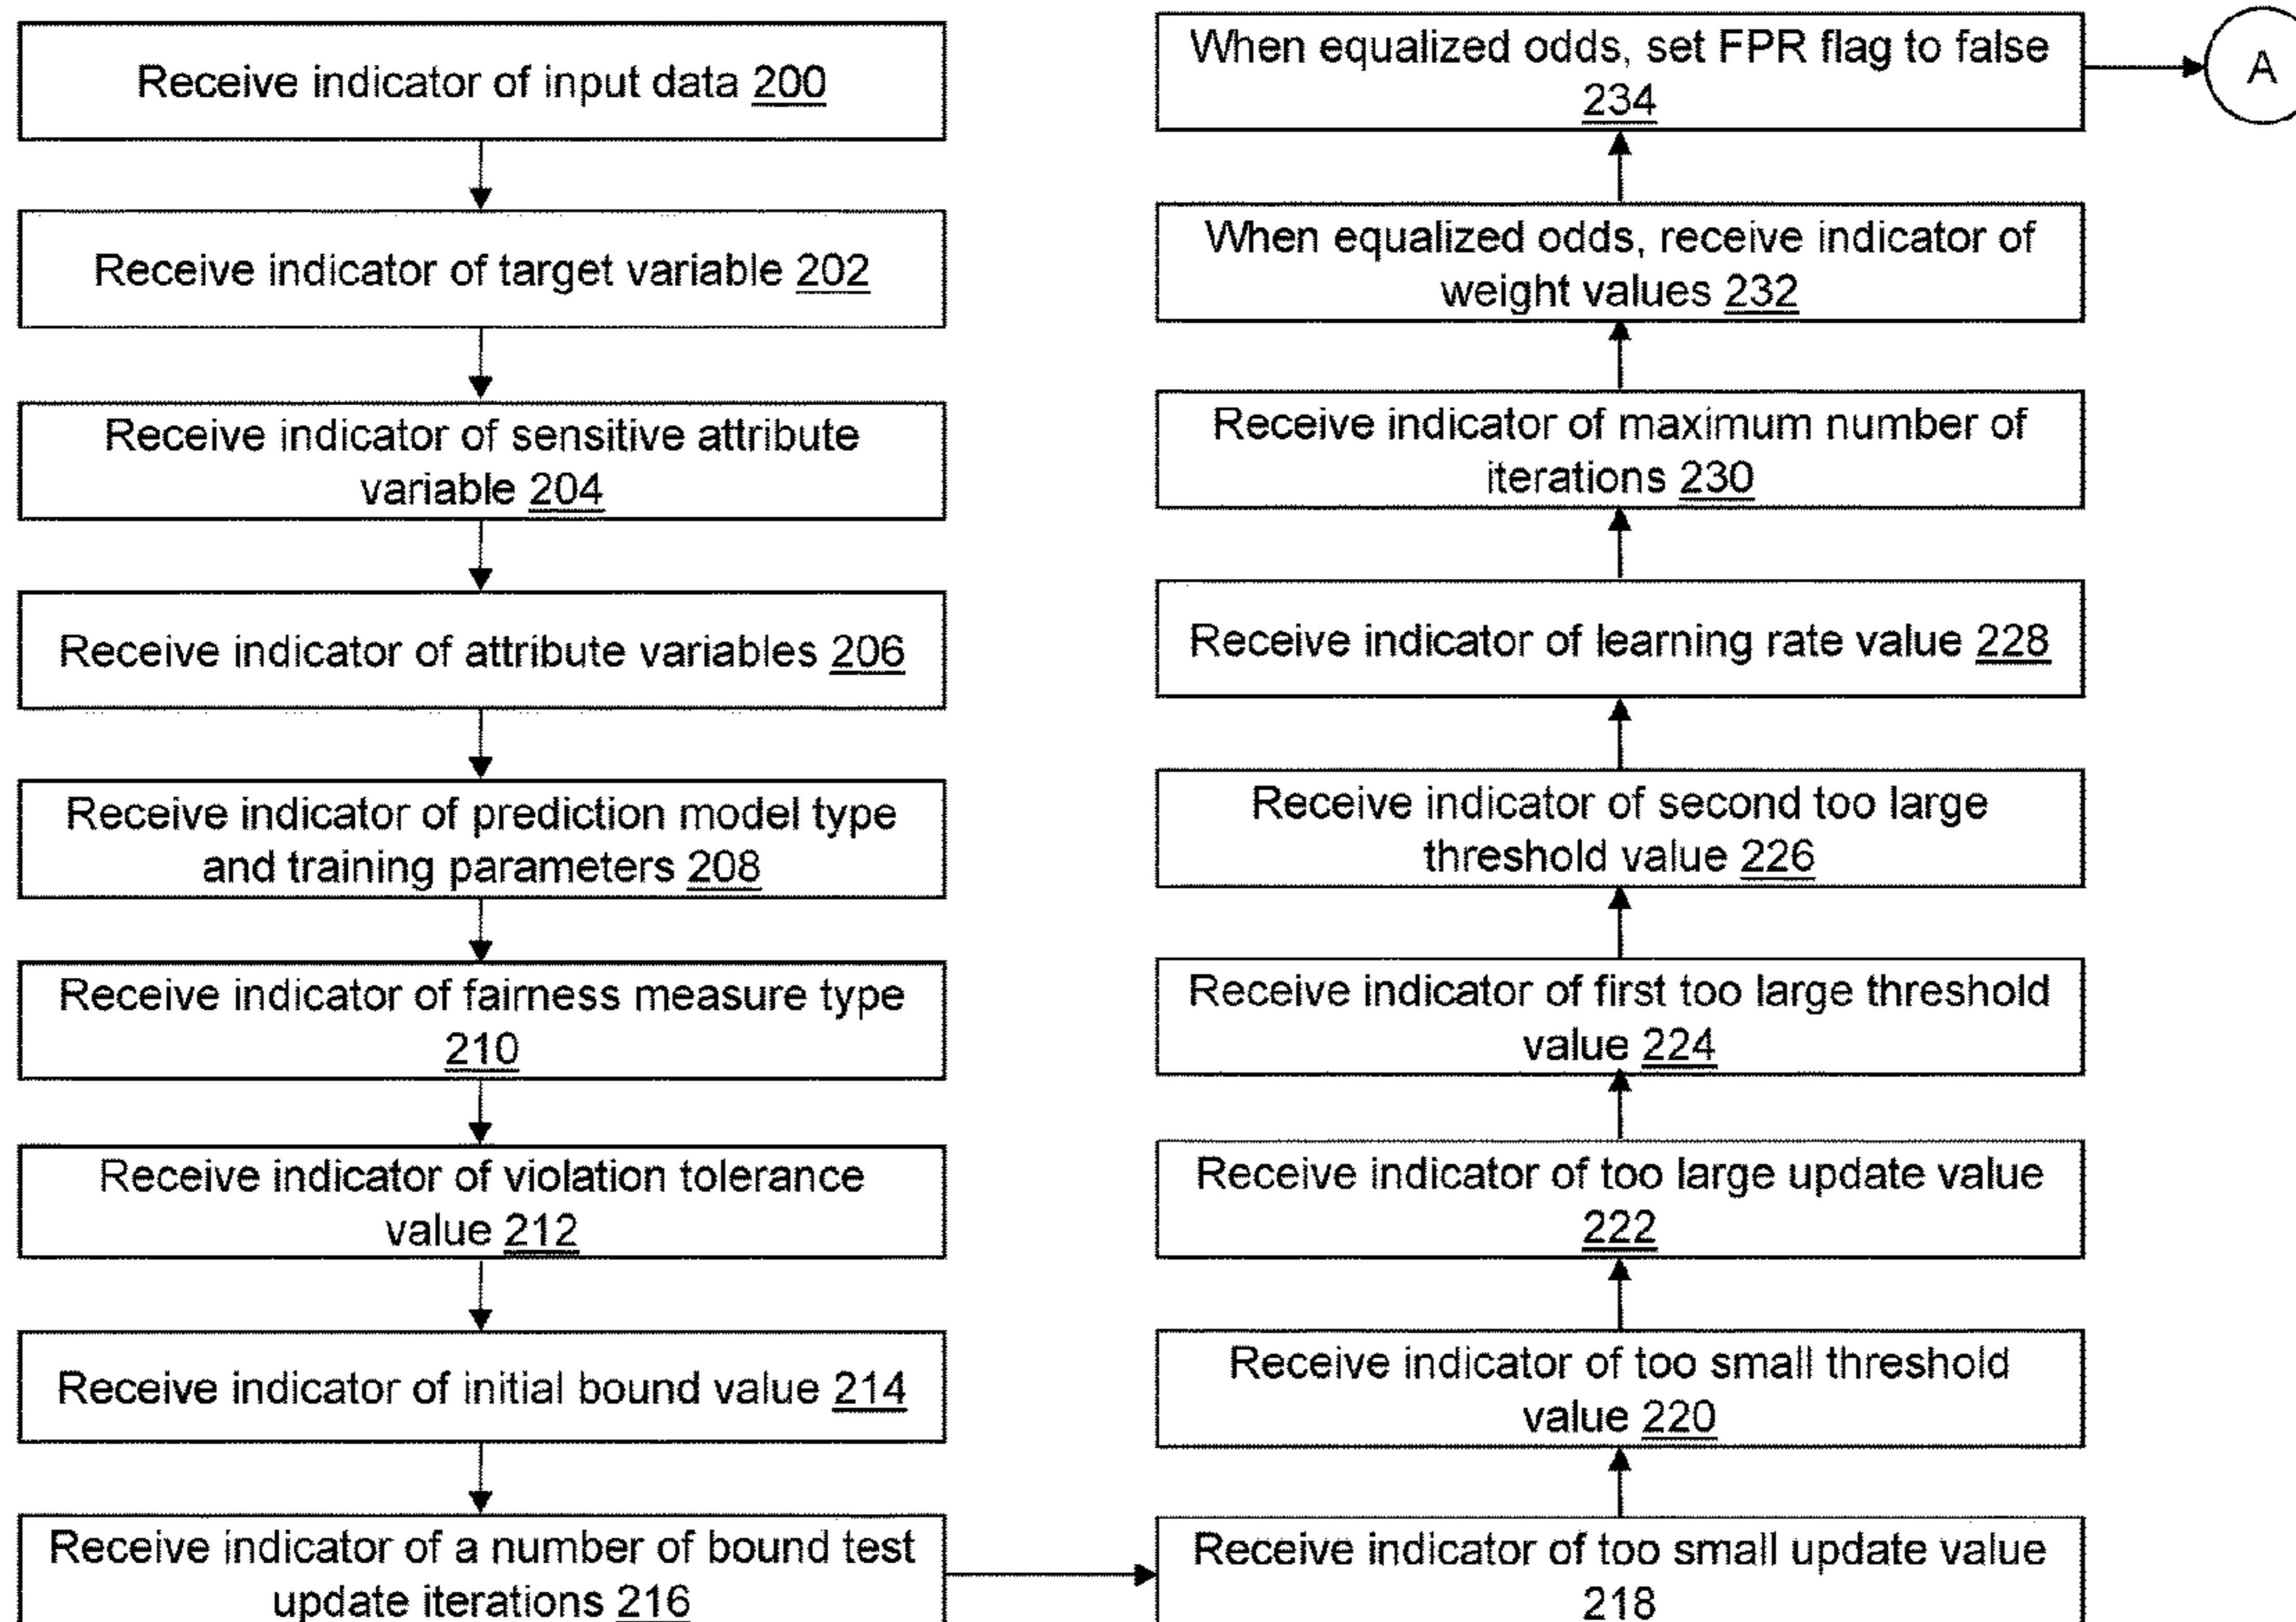 Receive indicator of input data 200
Receive indicator of target variable 202
Receive indicator of sensitive attribute
variable 204
Receive indicator of attribute variables 206
Receive indicator of prediction model type
and training parameters 208
Receive indicator of fairness measure type
210
Receive indicator of violation tolerance
value 212
Receive indicator of initial bound value 214
Receive indicator of a number of bound test
update iterations 216
Receive indicator of too small update value
218
Receive indicator of too small threshold
value 220
Receive indicator of too large update value
222
Receive indicator of first too large threshold
value 224
Receive indicator of second too large
threshold value 226
Receive indicator of learning rate value 228
Receive indicator of maximum number of
iterations 230
When equalized odds, receive indicator of
weight values 232
When equalized odds, set FPR flag to false
234
A